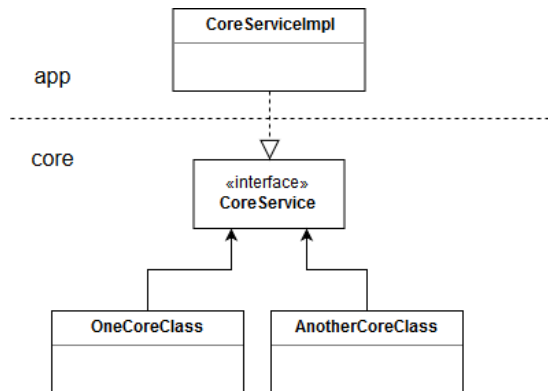 CoreServiceImpl
app
core
«interface»
CoreService
OneCoreClass
AnotherCoreClass